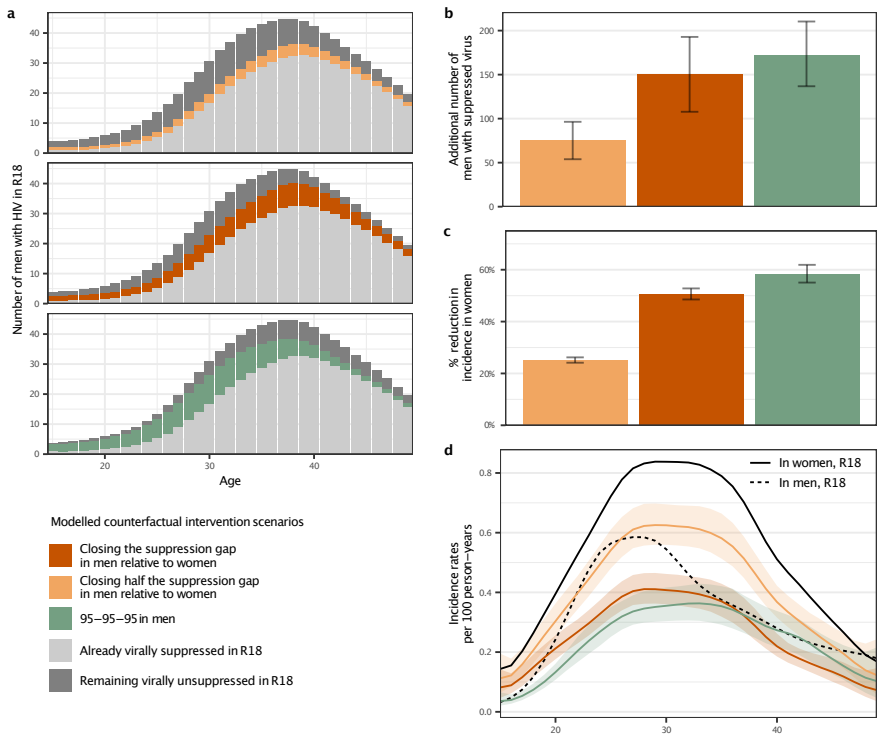 a
Number of men with HIV in R18
40
30
20
10
0
40
30
20
10
0
40
30
20
10
0
20
30
40
Age
Modelled counterfactual intervention scenarios
Closing the suppression gap
in men relative to women
Closing half the suppression gap
in men relative to women
95−95−95 in men
Already virally suppressed in R18
Remaining virally unsuppressed in R18
b
Additional number of
men with suppressed virus
200
150
100
50
0
c
% reduction in
incidence in women
60%
40%
20%
0%
d
Incidence rates
per 100 person−years
0.8
0.6
0.4
0.2
0.0
In women, R18
In men, R18
20
30
40